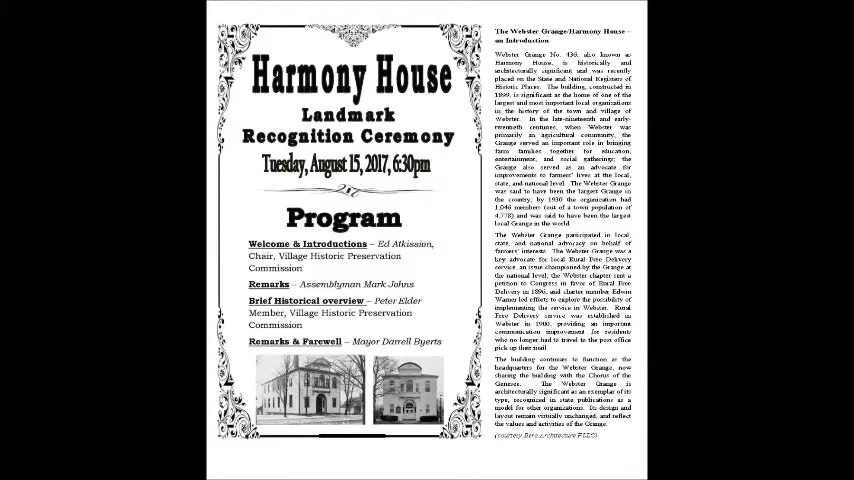 Harmony House
Landmark
Recognition Ceremony
Tuesday, August 15, 2017, 6:30pm
Program
Welcome & Introductions – Ed Atkission,
Chair, Village Historic Preservation
Commission
Remarks – Assemblyman Mark Johns
Brief Historical overview – Peter Elder
Member, Village Historic Preservation
Commission
Remarks & Farewell – Mayor Darrell Byerts
The Webster Grange/Harmony House –
an Introduction
Webster Grange No. 436, also known as
Harmony House, is historically and
architecturally significant and was recently
placed on the State and National Registers of
Historic Places. The building, constructed in
1899, is significant as the home of one of the
largest and most important local organizations
in the history of the town and village of
Webster. In the late-nineteenth and early-
twentieth centuries, when Webster was
primarily an agricultural community, the
Grange served an important role in bringing
farm families together for education,
entertainment, and social gatherings; the
Grange also served as an advocate for
improvements to farmers' lives at the local,
state, and national level. The Webster Grange
was said to have been the largest Grange in
the country; by 1930 the organization had
1,046 members (out of a town population of
4,778) and was said to have been the largest
local Grange in the world.
The Webster Grange participated in local,
state, and national advocacy on behalf of
farmers' interests. The Webster Grange was a
key advocate for local Rural Free Delivery
service, an issue championed by the Grange at
the national level; the Webster chapter sent a
petition to Congress in favor of Rural Free
Delivery in 1896, and charter member Edwin
Warner led efforts to explore the possibility of
implementing the service in Webster. Rural
Free Delivery service was established in
Webster in 1900, providing an important
communication improvement for residents
who no longer had to travel to the post office
pick up their mail.
The building continues to function as the
headquarters for the Webster Grange, now
sharing the building with the Chorus of the
Genesee. The Webster Grange is
architecturally significant as an exemplar of its
type, recognized in state publications as a
model for other organizations. Its design and
layout remain virtually unchanged, and reflect
the values and activities of the Grange.
(courtesy Bero Architecture PLLC)